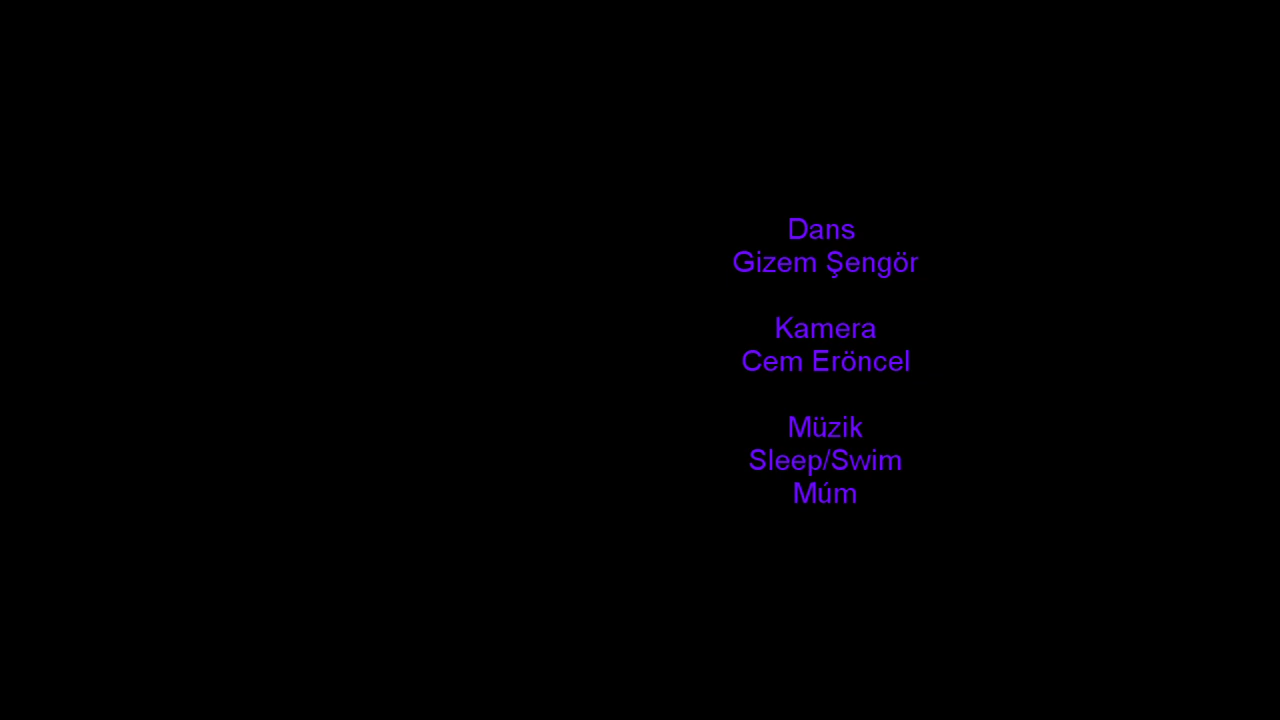 Dans
Gizem Şengör
Kamera
Cem Eröncel
Müzik
Sleep/Swim
Múm